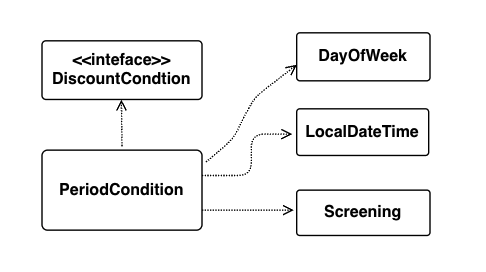 <<inteface>>
DiscountCondtion
DayOfWeek
LocalDateTime
PeriodCondition
Screening